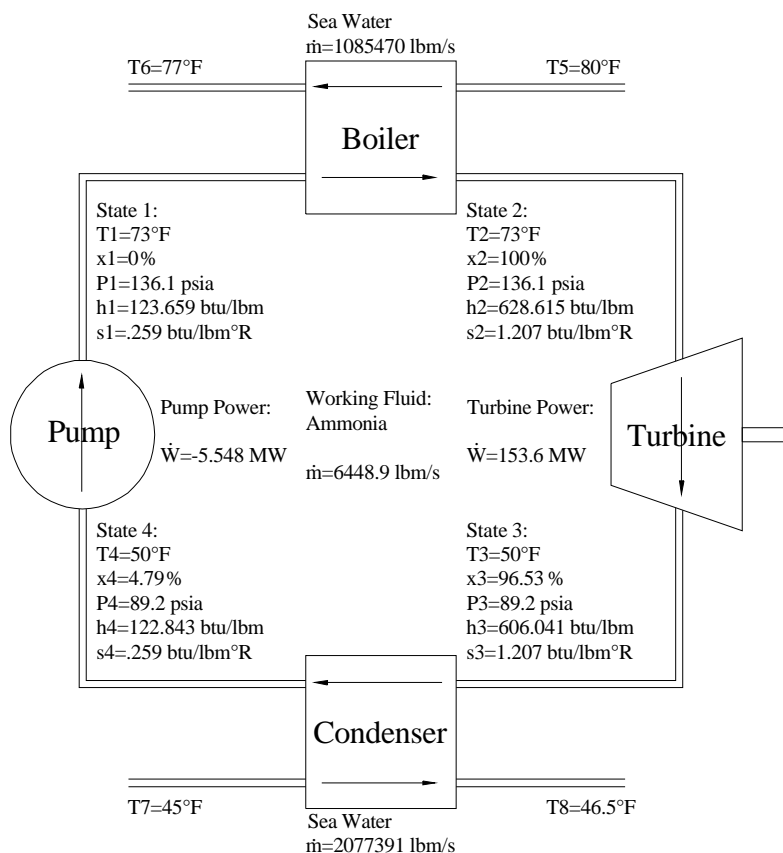 Sea Water
ṁ=1085470 lbm/s
T6=77°F
T5=80°F
Boiler
State 1:
T1=73°F
x1=0%
P1=136.1 psia
h1=123.659 btu/lbm
s1=.259 btu/lbm°R
State 2:
T2=73°F
x2=100%
P2=136.1 psia
h2=628.615 btu/lbm
s2=1.207 btu/lbm°R
Pump
Pump Power:
Ẇ=-5.548 MW
Working Fluid:
Ammonia
ṁ=6448.9 lbm/s
Turbine Power:
Ẇ=153.6 MW
Turbine
State 4:
T4=50°F
x4=4.79%
P4=89.2 psia
h4=122.843 btu/lbm
s4=.259 btu/lbm°R
State 3:
T3=50°F
x3=96.53%
P3=89.2 psia
h3=606.041 btu/lbm
s3=1.207 btu/lbm°R
Condenser
T7=45°F
T8=46.5°F
Sea Water
ṁ=2077391 lbm/s